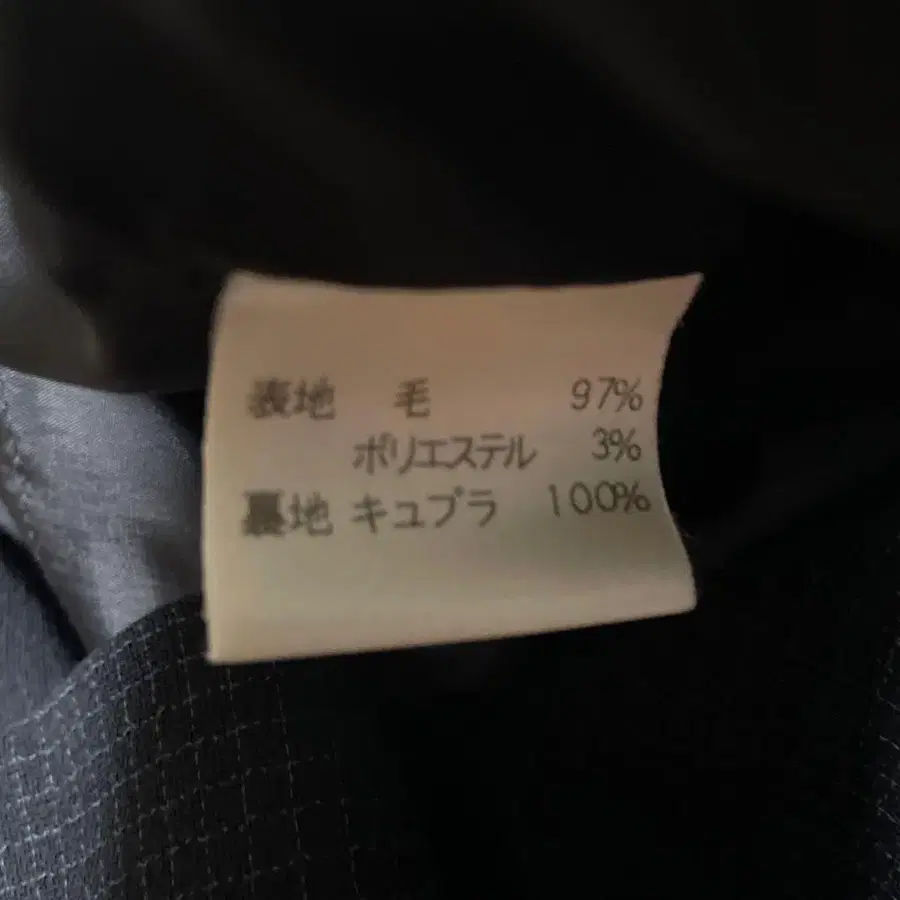 表地 毛 97%
ポリエステル 3%
裏地 キュプラ 100%